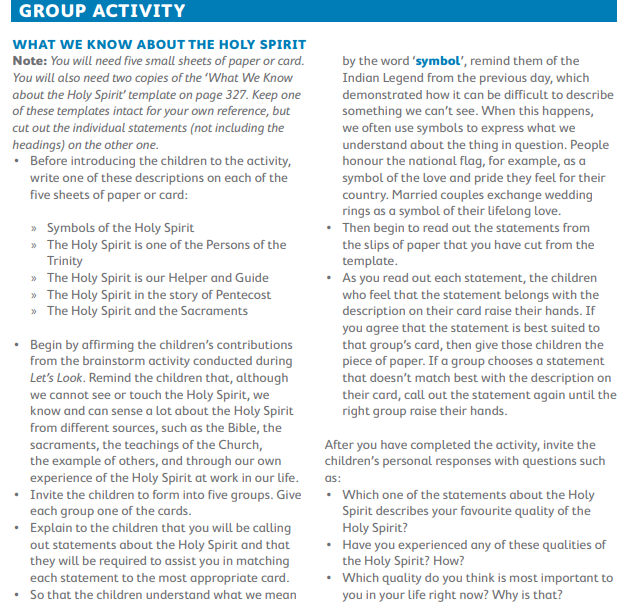 GROUP ACTIVITY
WHAT WE KNOW ABOUT THE HOLY SPIRIT
Note: You will need five small sheets of paper or card.
You will also need two copies of the ‘What We Know
about the Holy Spirit’ template on page 327. Keep one
of these templates intact for your own reference, but
cut out the individual statements (not including the
headings) on the other one.
• Before introducing the children to the activity,
write one of these descriptions on each of the
five sheets of paper or card:
» Symbols of the Holy Spirit
» The Holy Spirit is one of the Persons of the
Trinity
» The Holy Spirit is our Helper and Guide
» The Holy Spirit in the story of Pentecost
» The Holy Spirit and the Sacraments
• Begin by affirming the children’s contributions
from the brainstorm activity conducted during
Let’s Look. Remind the children that, although
we cannot see or touch the Holy Spirit, we
know and can sense a lot about the Holy Spirit
from different sources, such as the Bible, the
sacraments, the teachings of the Church,
the example of others, and through our own
experience of the Holy Spirit at work in our life.
• Invite the children to form into five groups. Give
each group one of the cards.
• Explain to the children that you will be calling
out statements about the Holy Spirit and that
they will be required to assist you in matching
each statement to the most appropriate card.
• So that the children understand what we mean
by the word ‘symbol’, remind them of the
Indian Legend from the previous day, which
demonstrated how it can be difficult to describe
something we can’t see. When this happens,
we often use symbols to express what we
understand about the thing in question. People
honour the national flag, for example, as a
symbol of the love and pride they feel for their
country. Married couples exchange wedding
rings as a symbol of their lifelong love.
• Then begin to read out the statements from
the slips of paper that you have cut from the
template.
• As you read out each statement, the children
who feel that the statement belongs with the
description on their card raise their hands. If
you agree that the statement is best suited to
that group’s card, then give those children the
piece of paper. If a group chooses a statement
that doesn’t match best with the description on
their card, call out the statement again until the
right group raise their hands.
After you have completed the activity, invite the
children’s personal responses with questions such
as:
• Which one of the statements about the Holy
Spirit describes your favourite quality of the
Holy Spirit?
• Have you experienced any of these qualities of
the Holy Spirit? How?
• Which quality do you think is most important to
you in your life right now? Why is that?